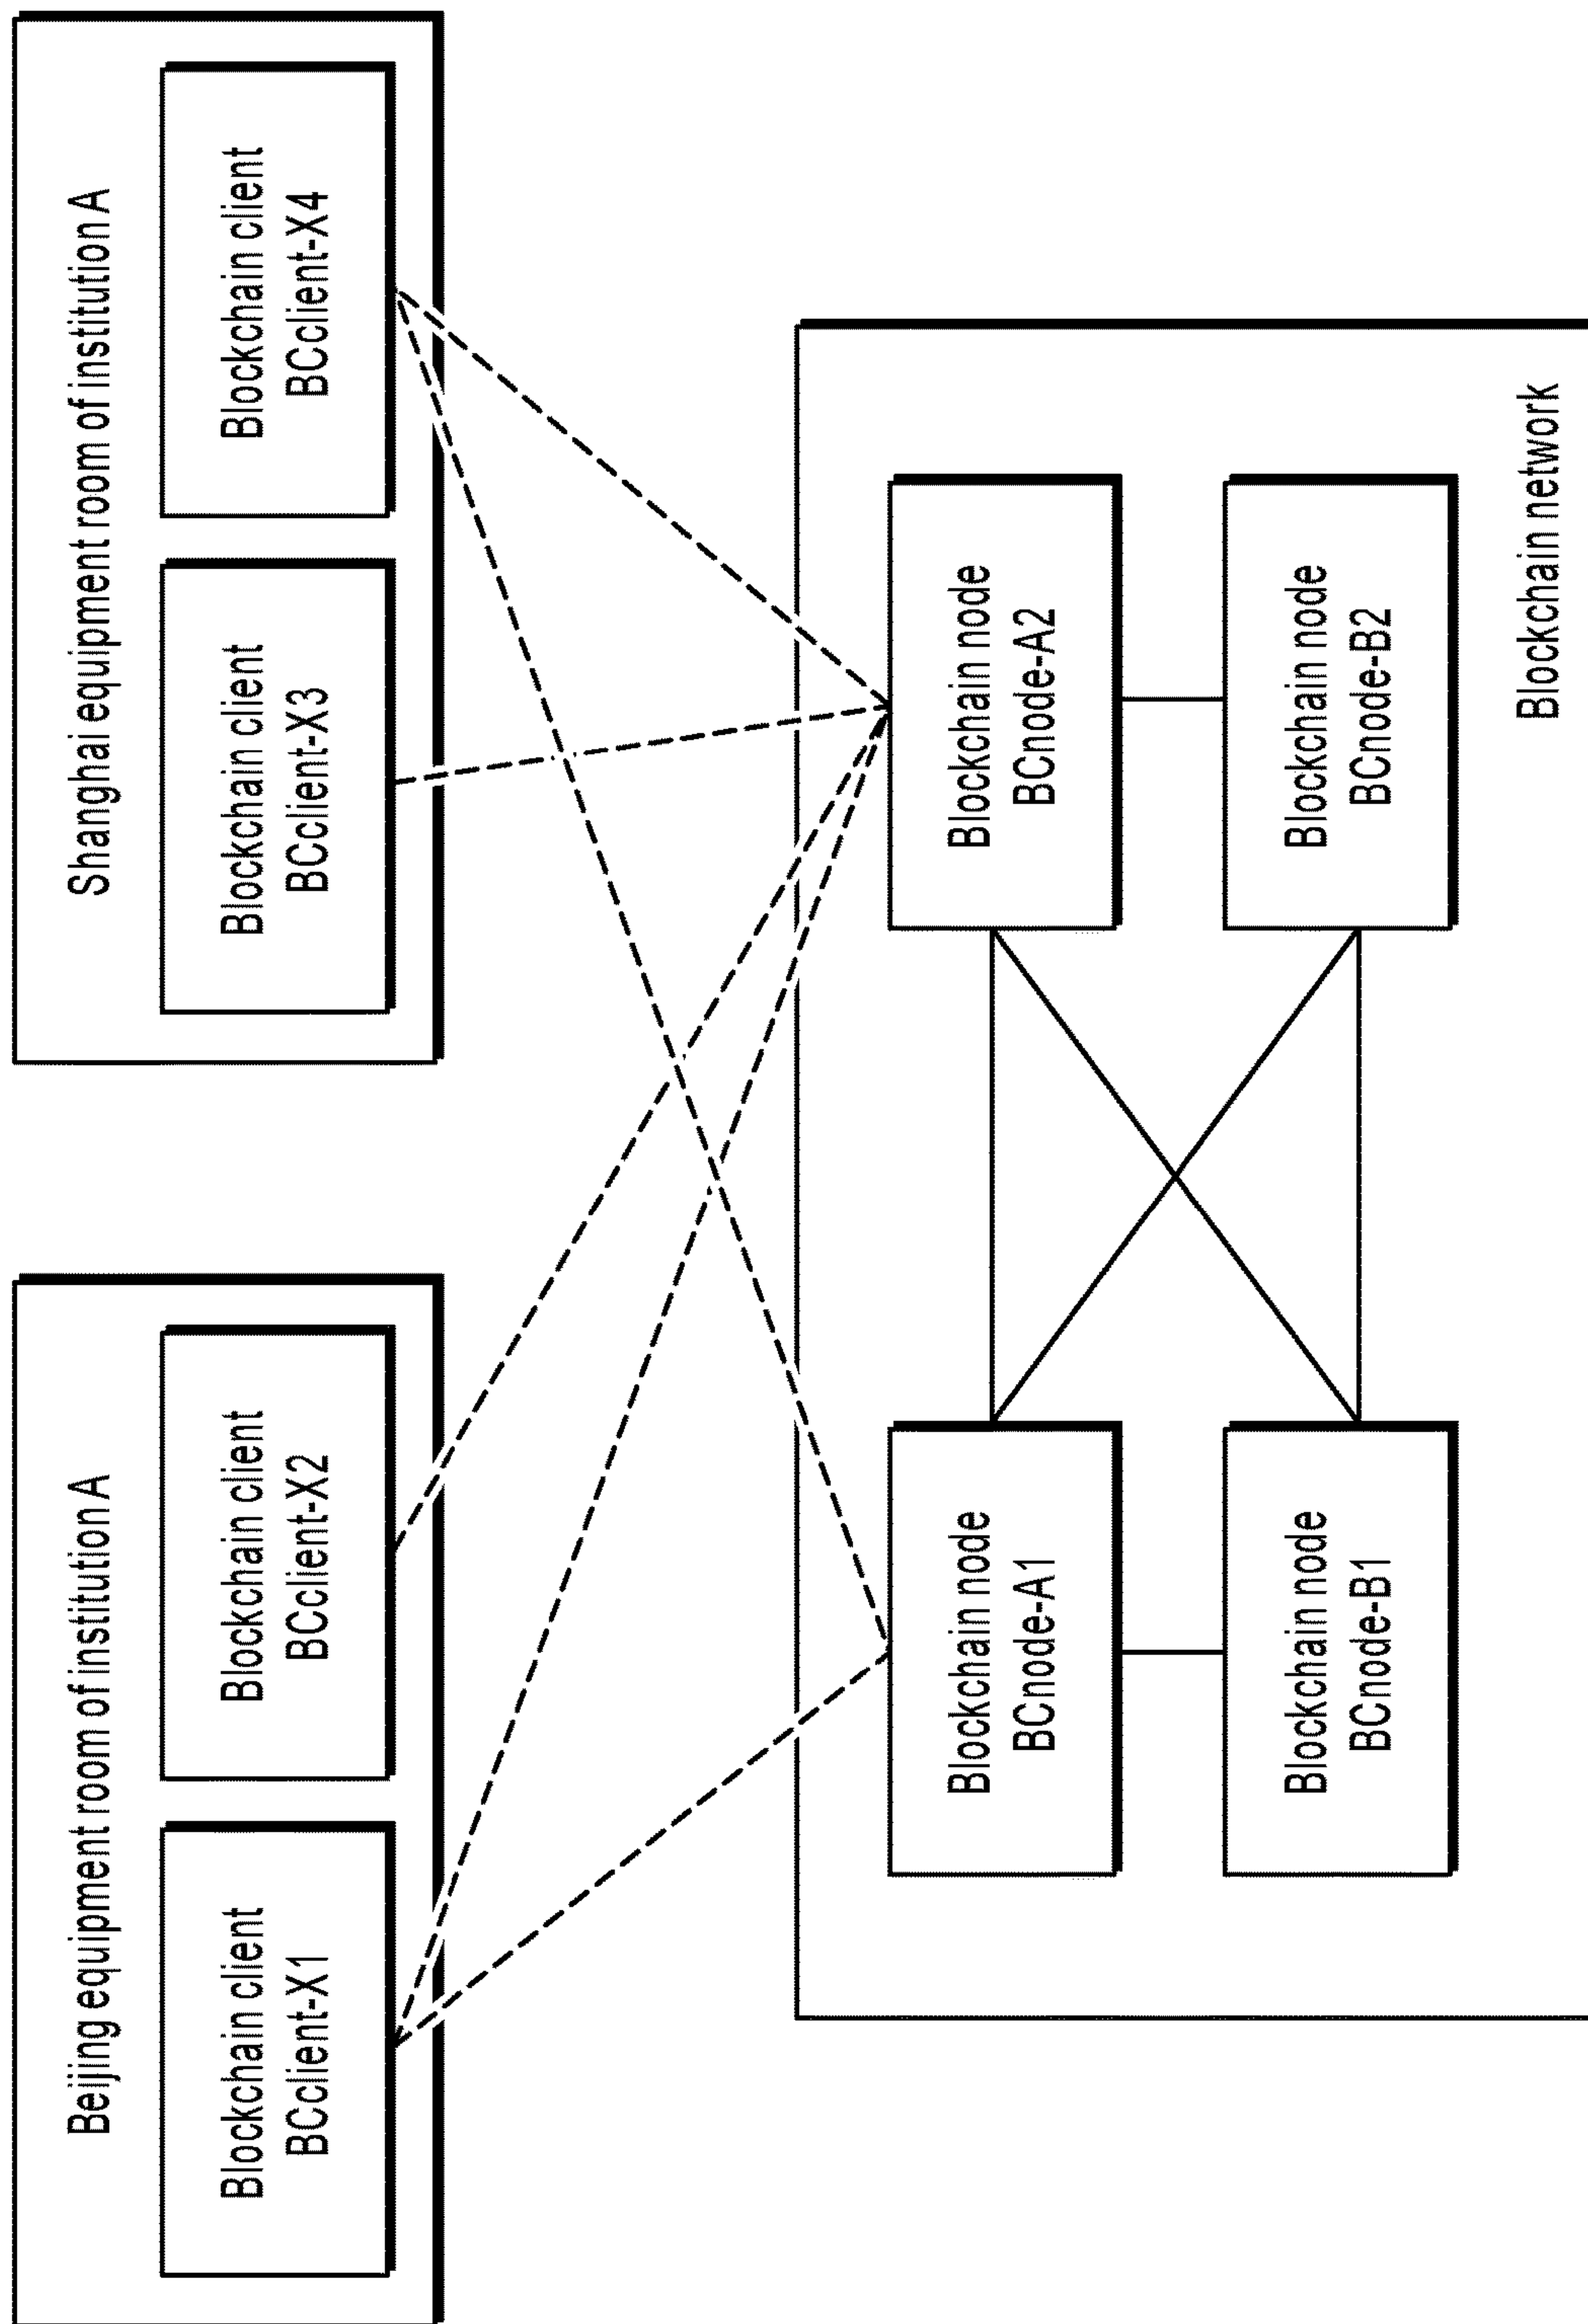 Beijing equipment room of institution A
Blockchain client
BCclient-X1
Blockchain client
BCclient-X2
Shanghai equipment room of institution A
Blockchain client
BCclient-X3
Blockchain client
BCclient-X4
Blockchain node
BCnode-A1
Blockchain node
BCnode-A2
Blockchain node
BCnode-B1
Blockchain node
BCnode-B2
Blockchain network